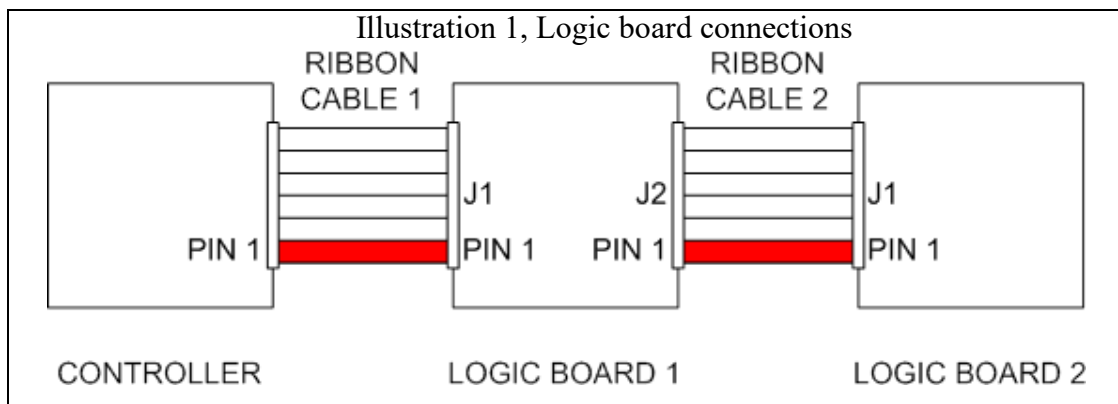 Illustration 1, Logic board connections
RIBBON
CABLE 1
RIBBON
CABLE 2
J1
J2
J1
PIN 1
PIN 1
PIN 1
PIN 1
CONTROLLER
LOGIC BOARD 1
LOGIC BOARD 2